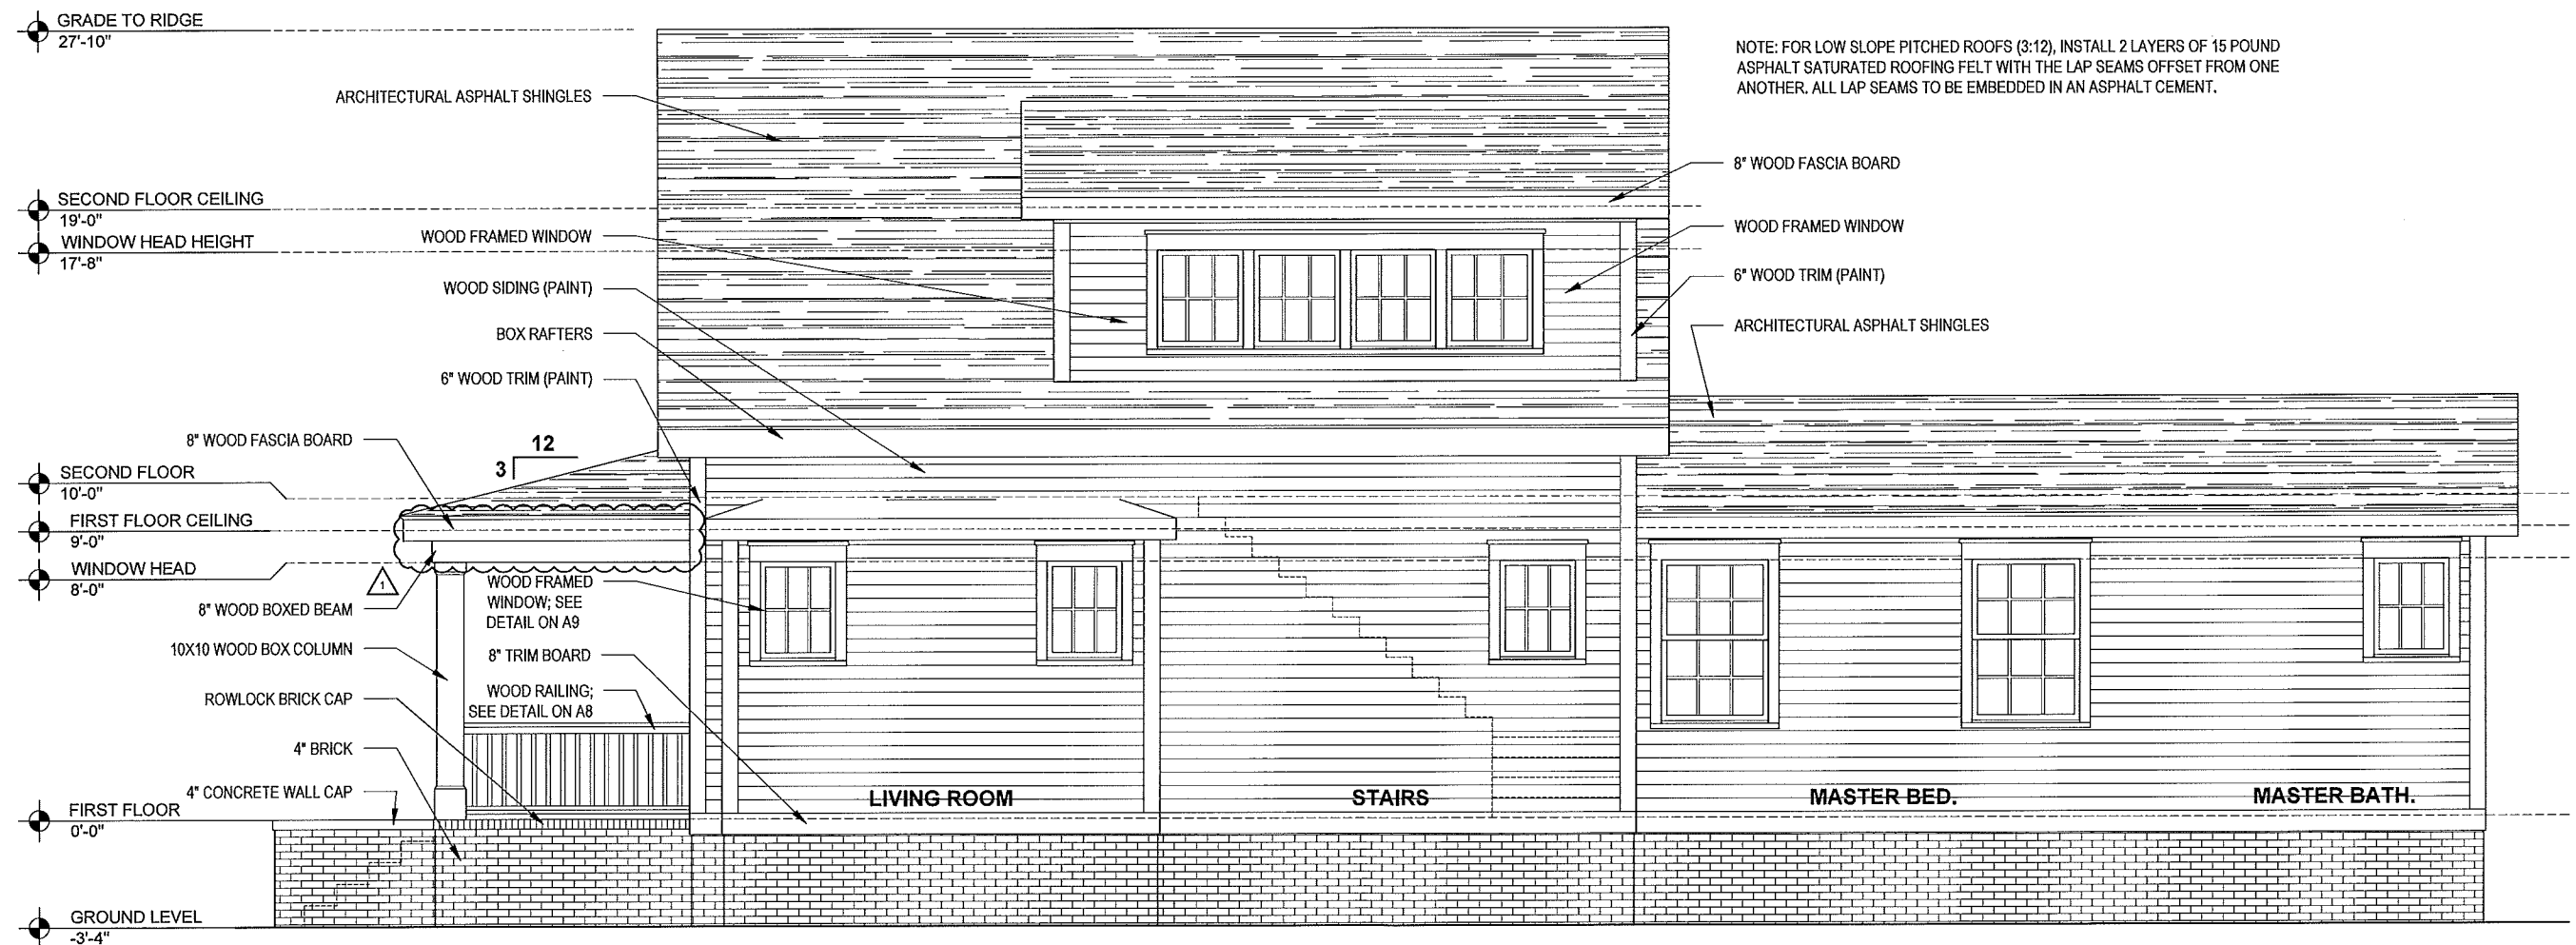 GRADE TO RIDGE
27'-10"
NOTE: FOR LOW SLOPE PITCHED ROOFS (3:12), INSTALL 2 LAYERS OF 15 POUND
ASPHALT SATURATED ROOFING FELT WITH THE LAP SEAMS OFFSET FROM ONE
ANOTHER. ALL LAP SEAMS TO BE EMBEDDED IN AN ASPHALT CEMENT.
ARCHITECTURAL ASPHALT SHINGLES
8" WOOD FASCIA BOARD
SECOND FLOOR CEILING
19'-0"
WINDOW HEAD HEIGHT
17'-8"
WOOD FRAMED WINDOW
WOOD FRAMED WINDOW
6" WOOD TRIM (PAINT)
WOOD SIDING (PAINT)
BOX RAFTERS
ARCHITECTURAL ASPHALT SHINGLES
6" WOOD TRIM (PAINT)
8" WOOD FASCIA BOARD
12
3
SECOND FLOOR
10'-0"
FIRST FLOOR CEILING
9'-0"
WINDOW HEAD
8'-0"
1
WOOD FRAMED
WINDOW; SEE
DETAIL ON A9
8" WOOD BOXED BEAM
10X10 WOOD BOX COLUMN
8" TRIM BOARD
ROWLOCK BRICK CAP
WOOD RAILING;
SEE DETAIL ON A8
4" BRICK
4" CONCRETE WALL CAP
LIVING ROOM
STAIRS
MASTER BED.
MASTER BATH.
FIRST FLOOR
0'-0"
GROUND LEVEL
-3'-4"